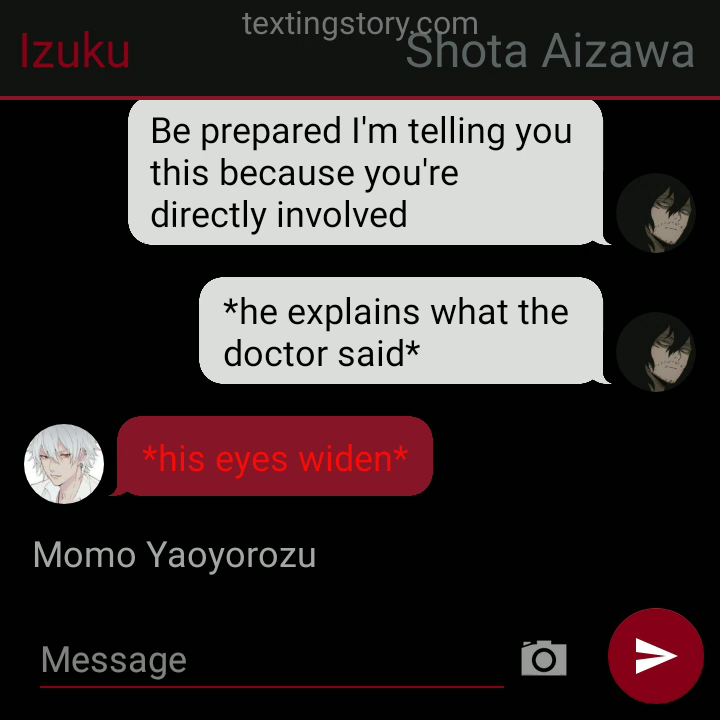 textingstory.com
Izuku
Shota Aizawa
Be prepared I'm telling you
this because you're
directly involved
*he explains what the
doctor said*
*his eyes widen*
Momo Yaoyorozu
Message